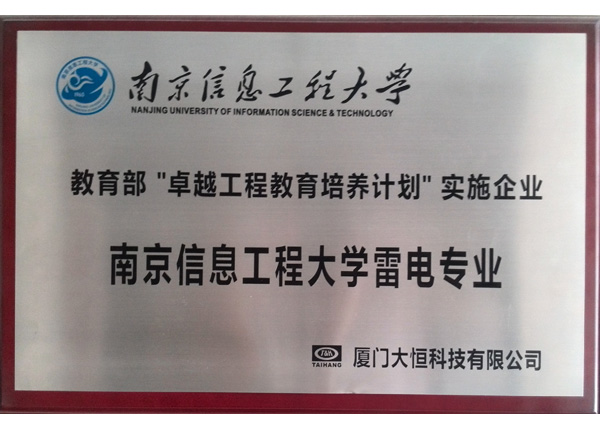 南京信息工程大学
NANJING UNIVERSITY OF INFORMATION SCIENCE & TECHNOLOGY
教育部 "卓越工程教育培养计划" 实施企业
南京信息工程大学雷电专业
TAIHANG 厦门大恒科技有限公司